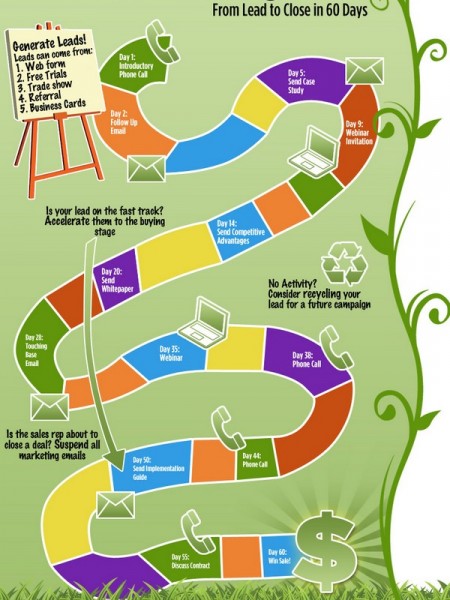 From Lead to Close in 60 Days
Generate Leads!
Leads can come from:
1. Web form
2. Free Trials
3. Trade show
4. Referral
5. Business Cards
Day 1:
Introductory
Phone Call
Day 2:
Follow Up
Email
Day 5:
Send Case
Study
Day 9:
Webinar
Invitation
Is your lead on the fast track?
Accelerate them to the buying
stage
Day 14:
Send Competitive
Advantages
Day 20:
Send
Whitepaper
No Activity?
Consider recycling your
lead for a future campaign
Day 28:
Touching
Base
Email
Day 35:
Webinar
Day 38:
Phone Call
Is the sales rep about to
close a deal? Suspend all
marketing emails
Day 44:
Phone Call
Day 50:
Send Implementation
Guide
Day 55:
Discuss Contract
Day 60:
Win Sale!
$